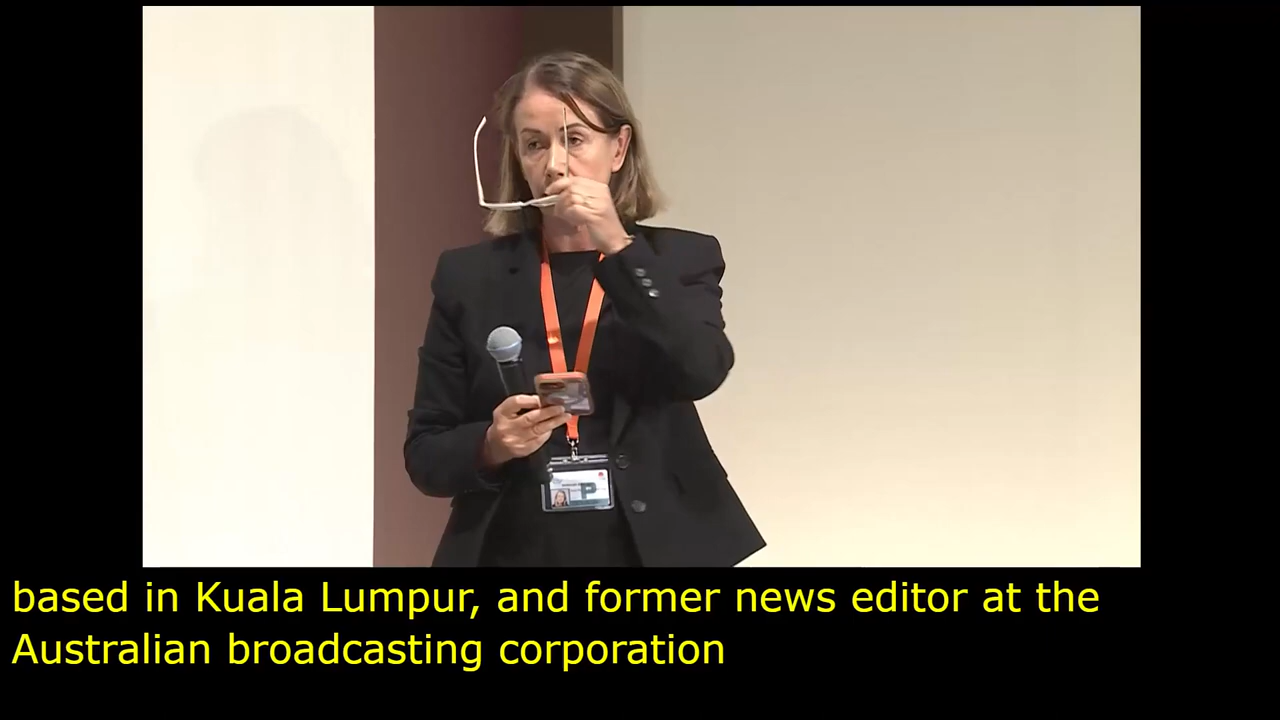 P
based in Kuala Lumpur, and former news editor at the
Australian broadcasting corporation